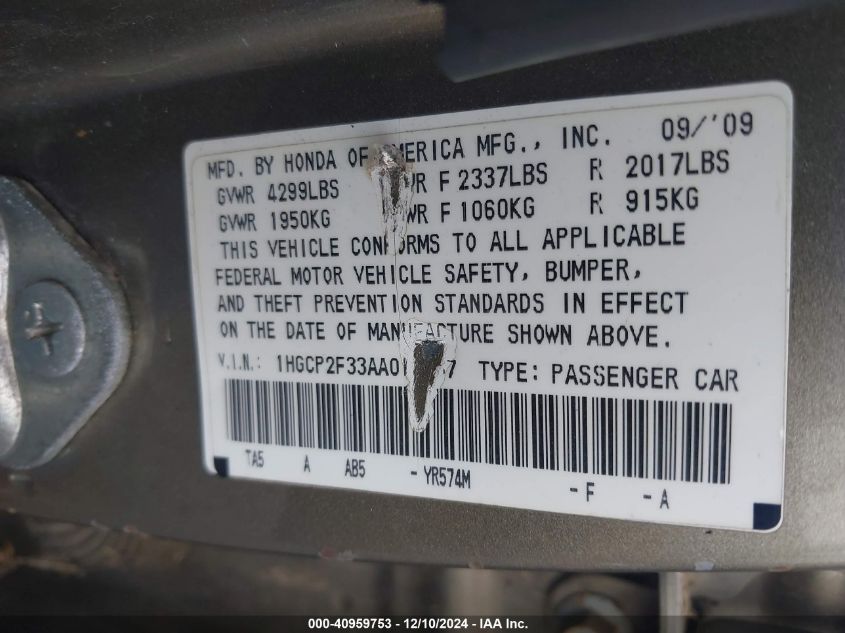 MFD. BY HONDA OF AMERICA MFG., INC. 09/'09
GVWR 4299LBS WR F 2337LBS R 2017LBS
GVWR 1950KG WR F 1060KG R 915KG
THIS VEHICLE CONFORMS TO ALL APPLICABLE
FEDERAL MOTOR VEHICLE SAFETY, BUMPER,
AND THEFT PREVENTION STANDARDS IN EFFECT
ON THE DATE OF MANUFACTURE SHOWN ABOVE.
V.I.N.: TYPE: PASSENGER CAR
TA5 A AB5 - YR574M - F - A
000-40959753 - 12/10/2024 - IAA Inc.